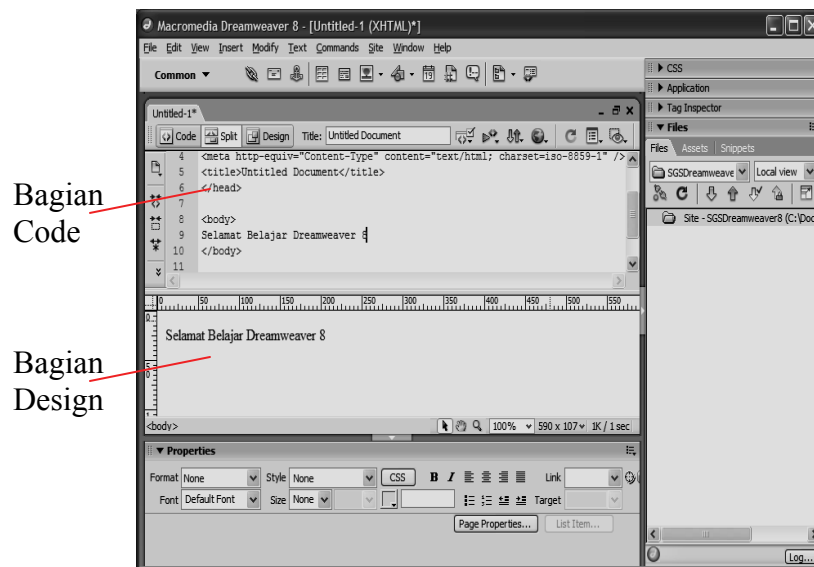 Macromedia Dreamweaver 8 - [Untitled-1 (XHTML)*]
File Edit View Insert Modify Text Commands Site Window Help
Common
CSS
Application
Tag Inspector
Files
Files Assets Snippets
SGSDreamweave Local view
Site - SGSDreamweaver8 (C:\Doc
Untitled-1*
Code Split Design Title: Untitled Document
4 <meta http-equiv="Content-Type" content="text/html; charset=iso-8859-1" />
5 <title>Untitled Document</title>
6 </head>
7
8 <body>
9 Selamat Belajar Dreamweaver 8
10 </body>
11
Bagian
Code
0 50 100 150 200 250 300 350 400 450 500 550
Selamat Belajar Dreamweaver 8
Bagian
Design
<body> 100% 590 x 107 1K / 1 sec
Properties
Format None Style None CSS B I Link
Font Default Font Size None Target
Page Properties... List Item...
Log...